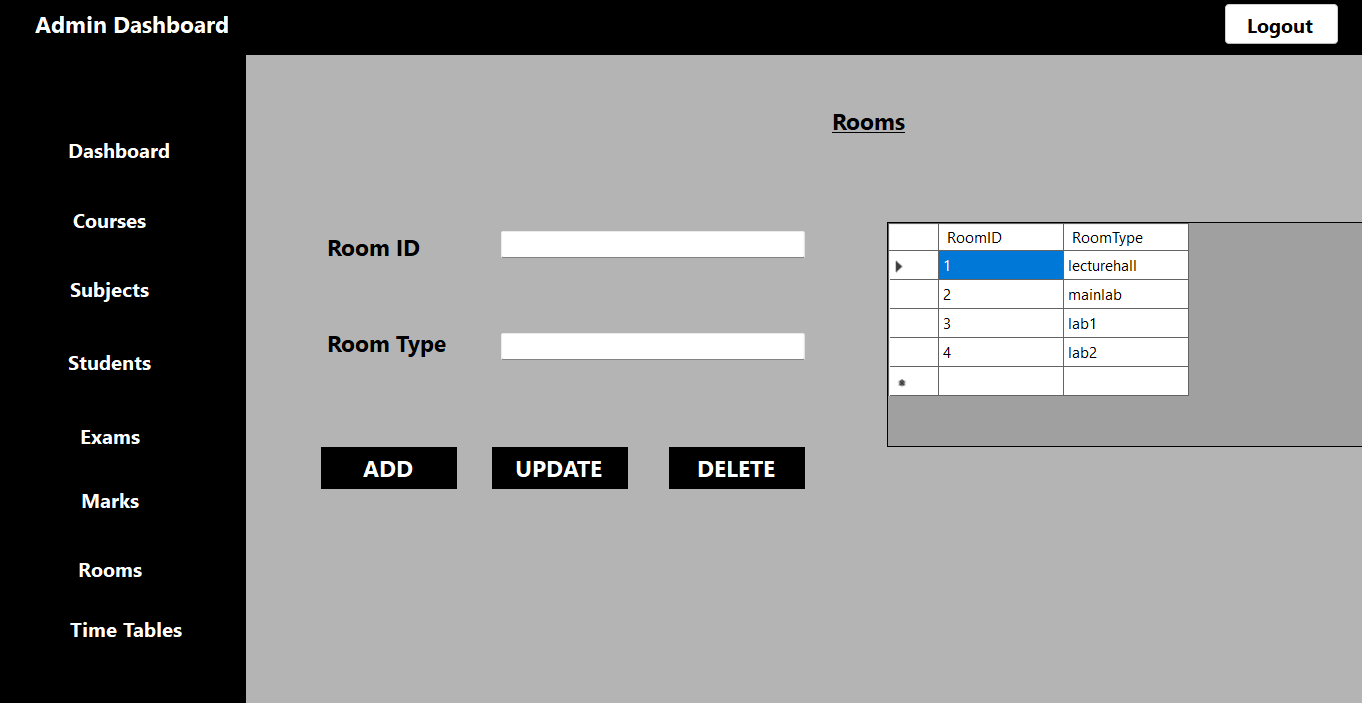 Admin Dashboard
Logout
Dashboard
Courses
Subjects
Students
Exams
Marks
Rooms
Time Tables
Rooms
Room ID
Room Type
ADD UPDATE DELETE
RoomID RoomType
1 lecturehall
2 mainlab
3 lab1
4 lab2